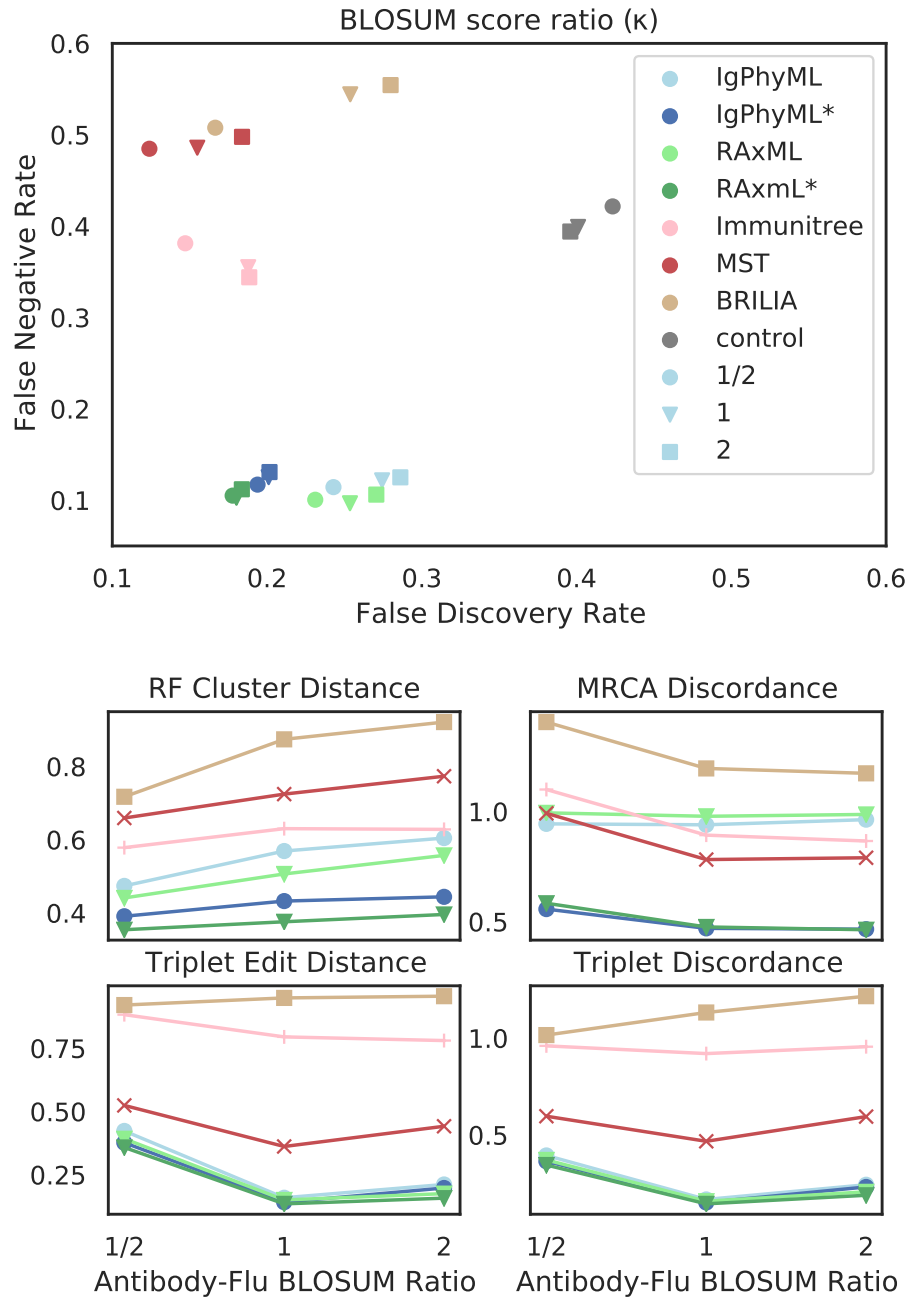 BLOSUM score ratio (κ)
0.6
0.5
0.4
0.3
0.2
0.1
False Negative Rate
IgPhyML
IgPhyML*
RAxML
RAxmL*
Immunitree
MST
BRILIA
control
1/2
1
2
0.1 0.2 0.3 0.4 0.5 0.6
False Discovery Rate
RF Cluster Distance
0.8
0.6
0.4
MRCA Discordance
1.0
0.5
Triplet Edit Distance
0.75
0.50
0.25
1/2 1 2
Antibody-Flu BLOSUM Ratio
Triplet Discordance
1.0
0.5
1/2 1 2
Antibody-Flu BLOSUM Ratio